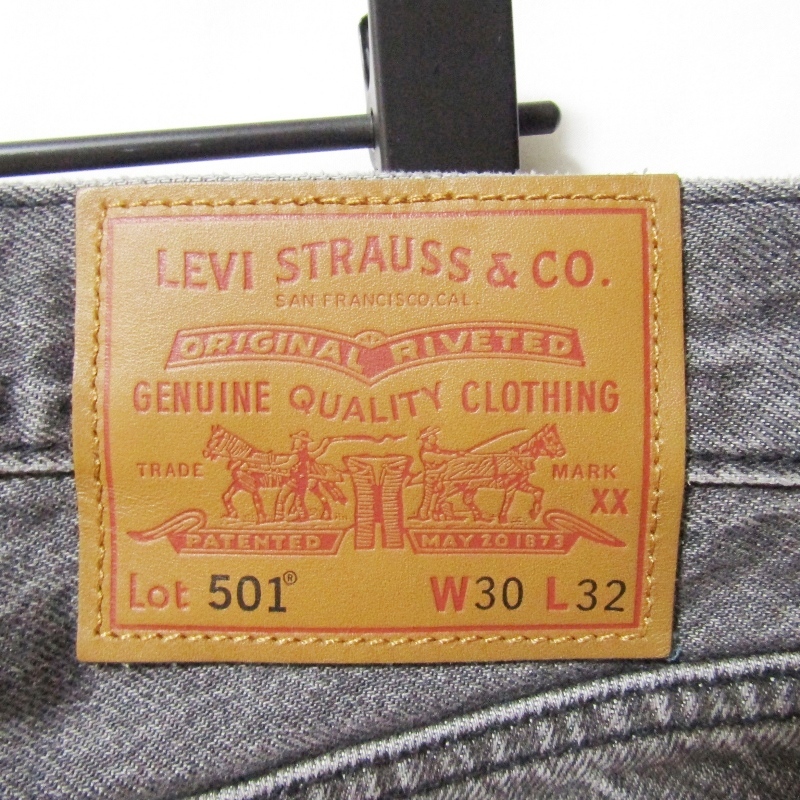 LEVI STRAUSS & CO.
SAN FRANCISCO, CAL.
ORIGINAL RIVETED
GENUINE QUALITY CLOTHING
TRADE MARK
XX
PATENTED MAY 20 1873
Lot 501® W30 L32